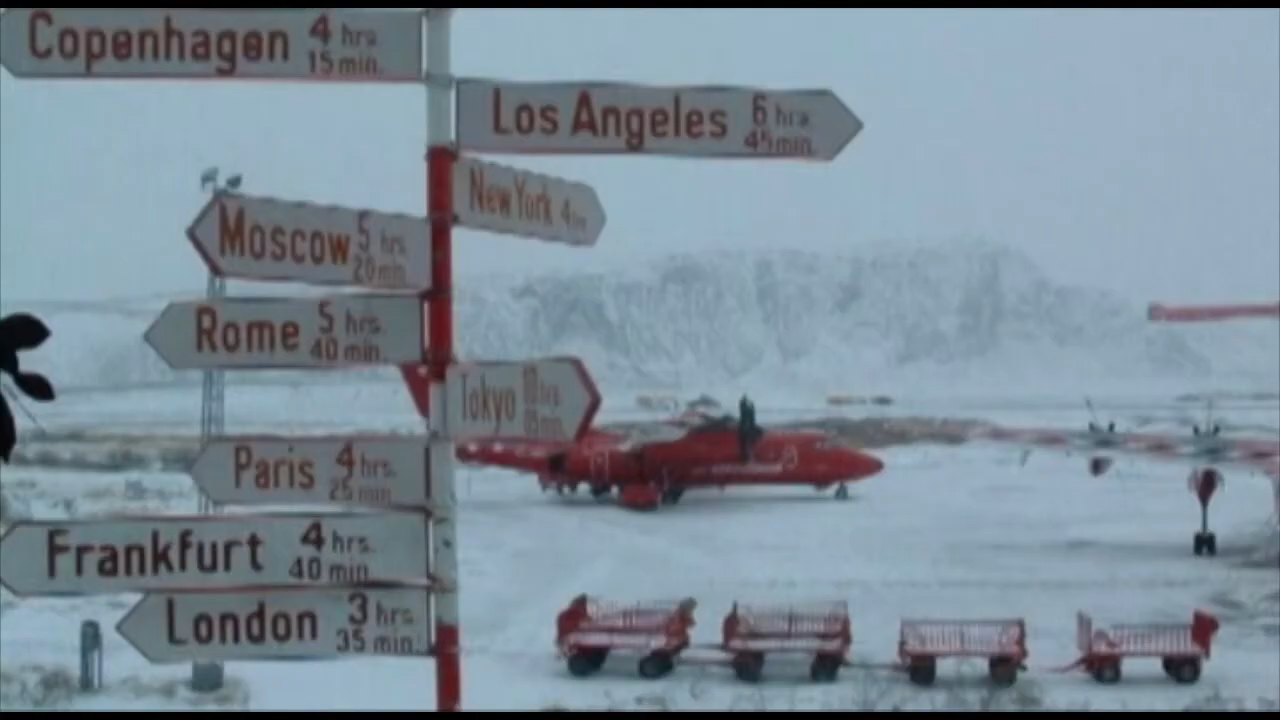 Copenhagen 4 hrs.
15 min.
Los Angeles 6 hrs
45 min.
New York 4
Moscow 5 hrs.
20 min.
Rome 5 hrs.
40 min.
Tokyo 10 hrs.
Paris 4 hrs.
25 min
Frankfurt 4 hrs.
40 min.
London 3 hrs.
35 min.